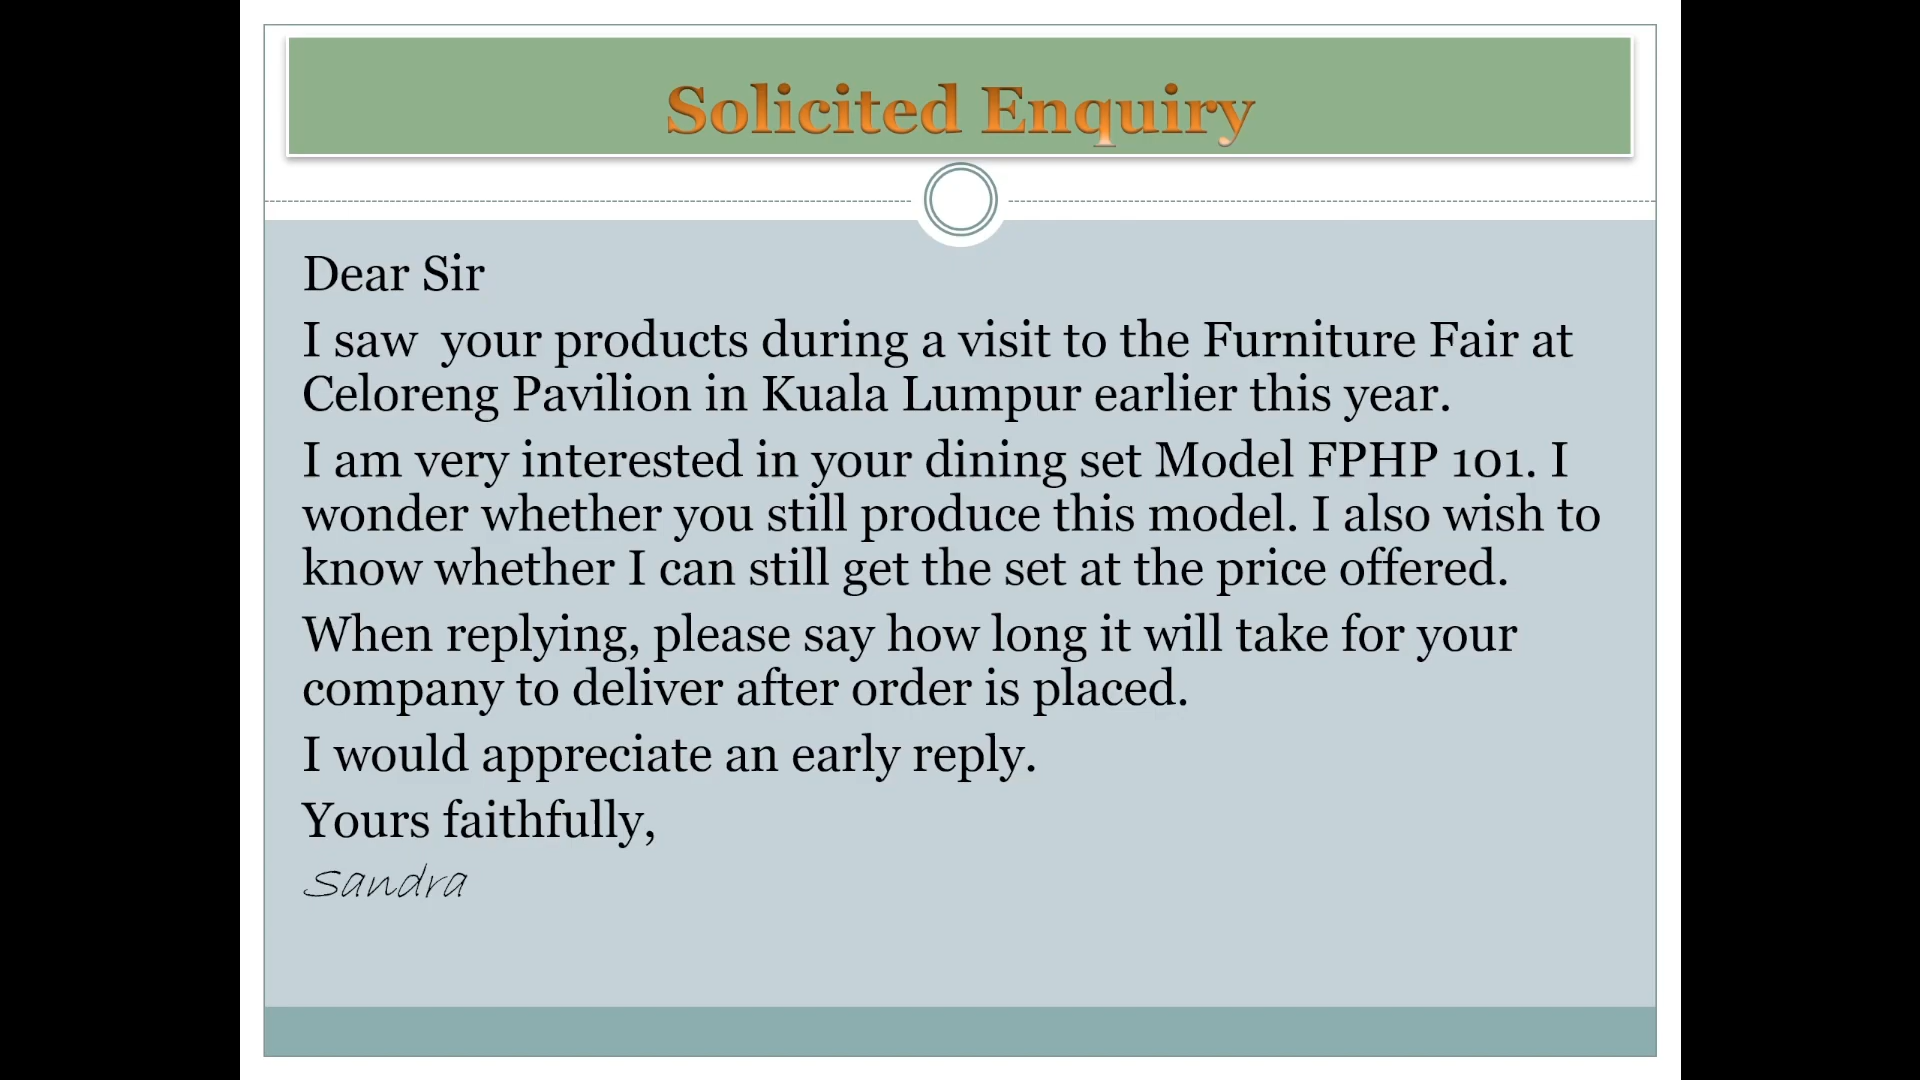 Solicited Enquiry
Dear Sir
I saw  your products during a visit to the Furniture Fair at
Celoreng Pavilion in Kuala Lumpur earlier this year.
I am very interested in your dining set Model FPHP 101. I
wonder whether you still produce this model. I also wish to
know whether I can still get the set at the price offered.
When replying, please say how long it will take for your
company to deliver after order is placed.
I would appreciate an early reply.
Yours faithfully,
Sandra